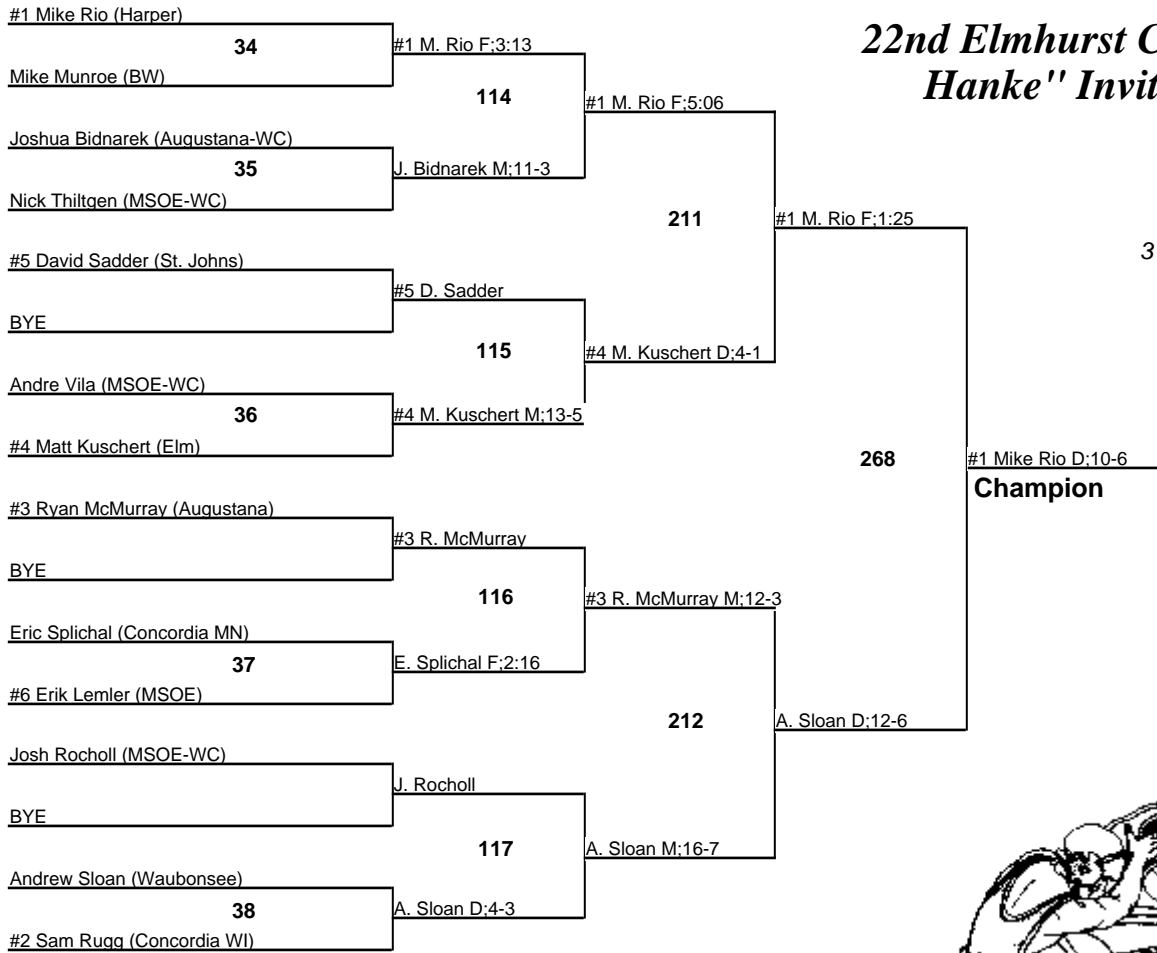 #1 Mike Rio (Harper)
34
Mike Munroe (BW)
#1 M. Rio F;3:13
114
Joshua Bidnarek (Augustana-WC)
35
Nick Thiltgen (MSOE-WC)
J. Bidnarek M;11-3
#1 M. Rio F;5:06
211
#5 David Sadder (St. Johns)
BYE
#5 D. Sadder
115
Andre Vila (MSOE-WC)
36
#4 Matt Kuschert (Elm)
#4 M. Kuschert M;13-5
#4 M. Kuschert D;4-1
#1 M. Rio F;1:25
268
#3 Ryan McMurray (Augustana)
BYE
#3 R. McMurray
116
Eric Splichal (Concordia MN)
37
#6 Erik Lemler (MSOE)
E. Splichal F;2:16
#3 R. McMurray M;12-3
212
Josh Rocholl (MSOE-WC)
BYE
J. Rocholl
117
Andrew Sloan (Waubonsee)
38
#2 Sam Rugg (Concordia WI)
A. Sloan D;4-3
A. Sloan M;16-7
A. Sloan D;12-6
#1 Mike Rio D;10-6
Champion
22nd Elmhurst C
Hanke" Invit
3